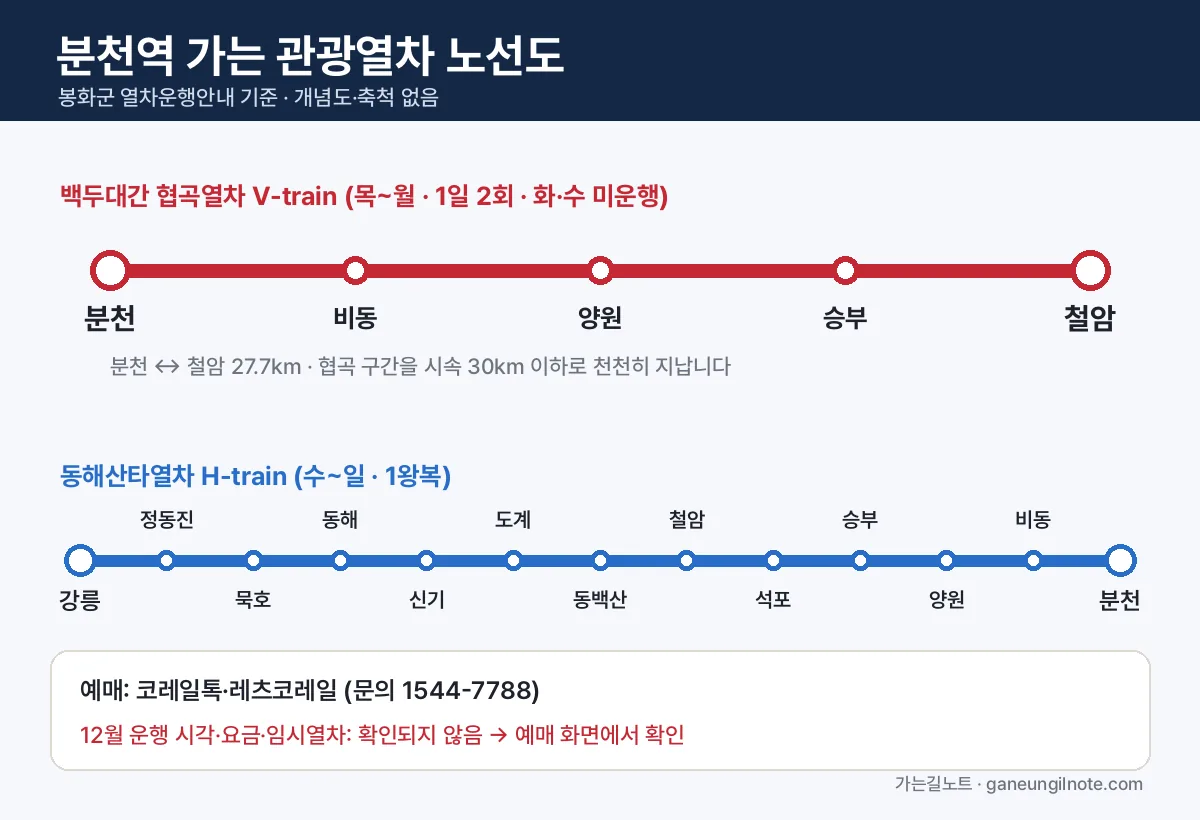 분천역 가는 관광열차 노선도
봉화군 열차운행안내 기준 · 개념도·축척 없음
백두대간 협곡열차 V-train (목~월 · 1일 2회 · 화·수 미운행)
분천 비동 양원 승부 철암
분천 ↔ 철암 27.7km · 협곡 구간을 시속 30km 이하로 천천히 지납니다
동해산타열차 H-train (수~일 · 1왕복)
정동진 동해 도계 철암 승부 비동
강릉 묵호 신기 동백산 석포 양원 분천
예매: 코레일톡·레츠코레일 (문의 1544-7788)
12월 운행 시각·요금·임시열차: 확인되지 않음 → 예매 화면에서 확인
가는길노트 · ganeungilnote.com